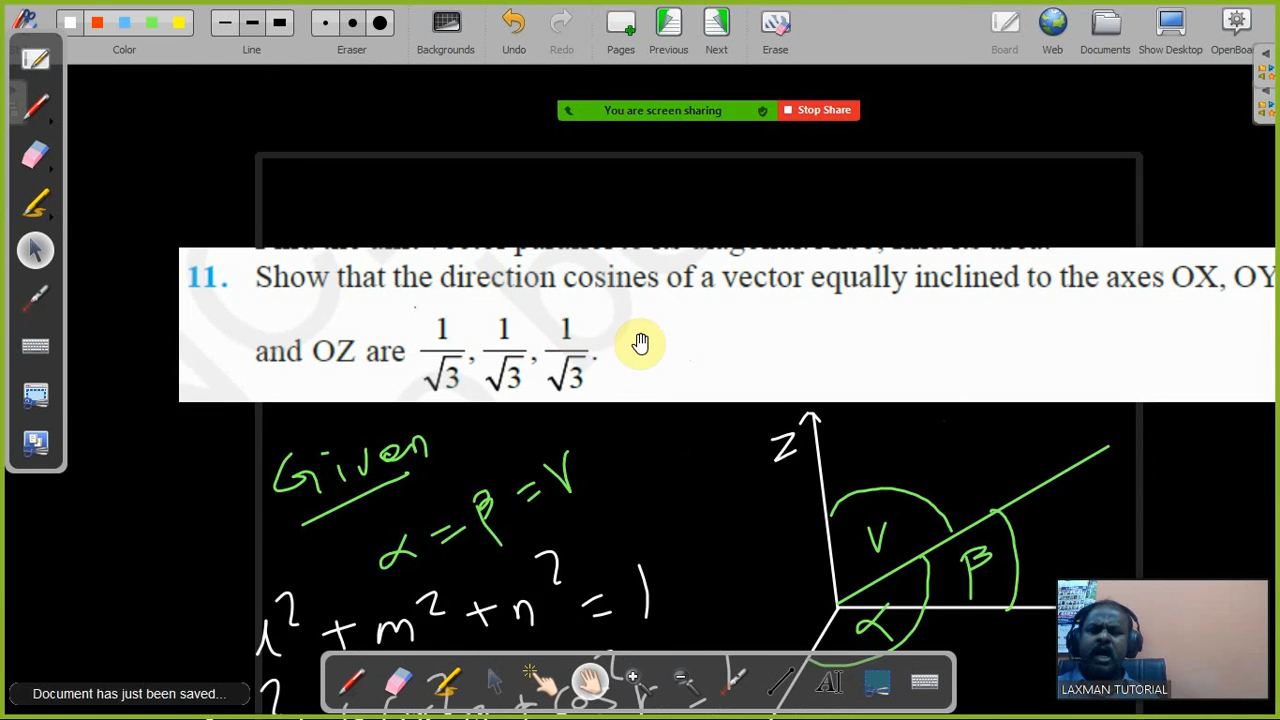 Color
Line
Eraser
Backgrounds
Undo
Redo
Pages
Previous
Next
Erase
Board
Web
Documents
Show Desktop
OpenBoa
You are screen sharing
Stop Share
11. Show that the direction cosines of a vector equally inclined to the axes OX, OY
and OZ are 1/√3, 1/√3, 1/√3.
Given
α = β = γ
l² + m² + n² = 1
Z
γ
β
α
LAXMAN TUTORIAL
Document has just been saved...